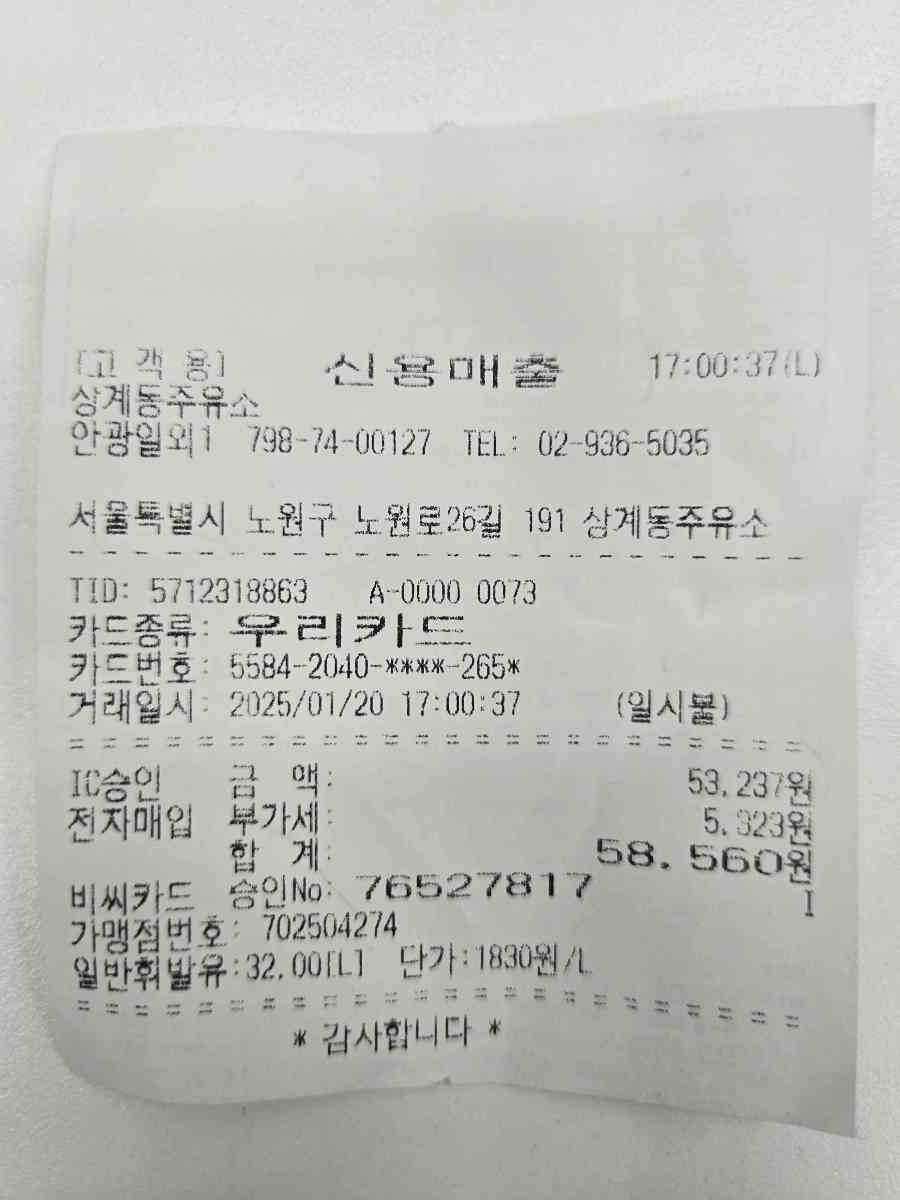 [고 객 용] 신용매출 17:00:37(L)
상계동주유소
안광일외1 798-74-00127 TEL: 02-936-5035
서울특별시 노원구 노원로26길 191 상계동주유소
TID: 5712318863 A-0000 0073
카드종류: 우리카드
카드번호: 5584-2040-****-265*
거래일시: 2025/01/20 17:00:37 (일시불)
IC승인 금 액: 53,237원
전자매입 부가세: 5,323원
합 계: 58,560원
비씨카드 승인No: 76527817 I
가맹점번호: 702504274
일반휘발유:32.00[L] 단가:1830원/L
* 감사합니다 *